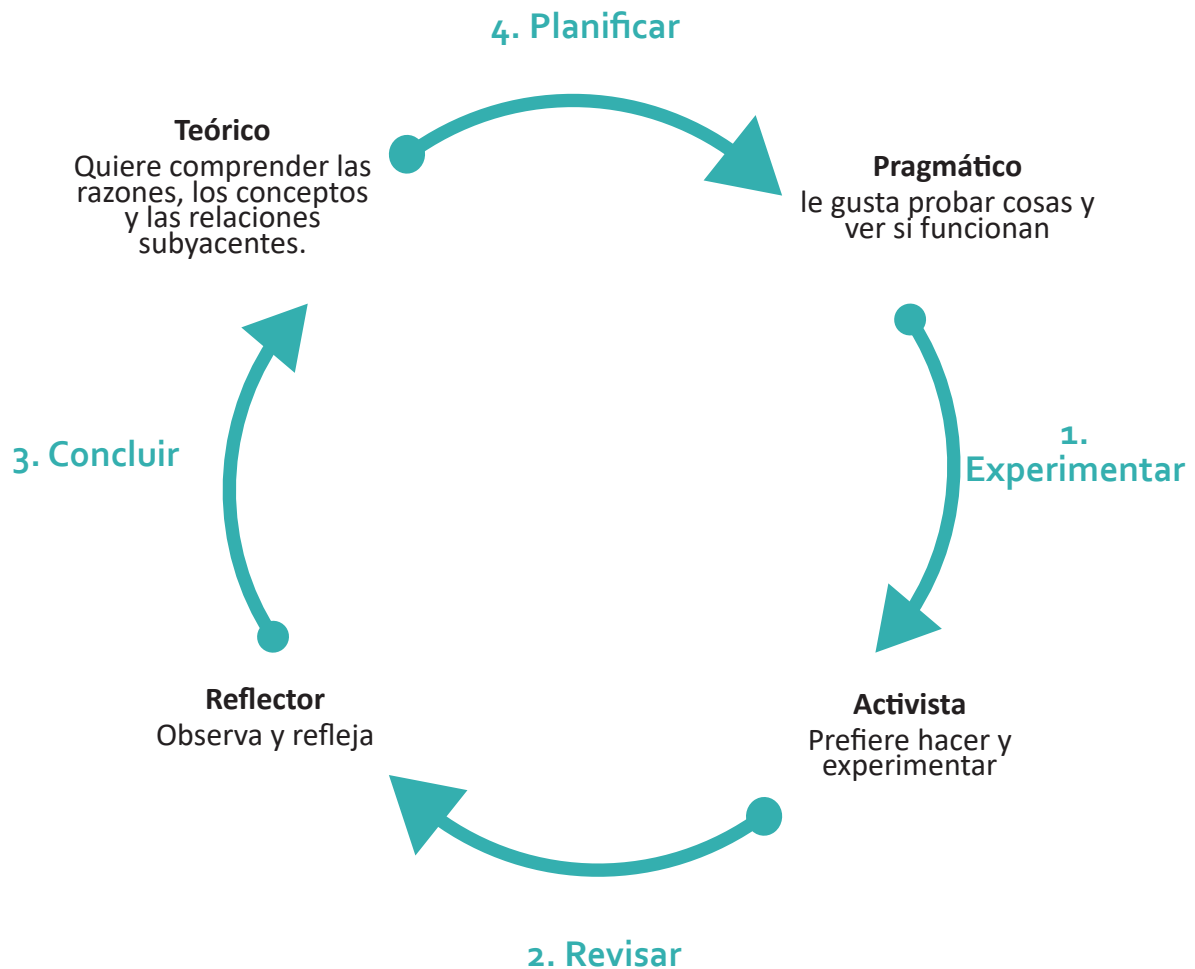 4. Planificar
Teórico
Quiere comprender las
razones, los conceptos
y las relaciones
subyacentes.
Pragmático
le gusta probar cosas y
ver si funcionan
3. Concluir
1.
Experimentar
Reflector
Observa y refleja
Activista
Prefiere hacer y
experimentar
2. Revisar